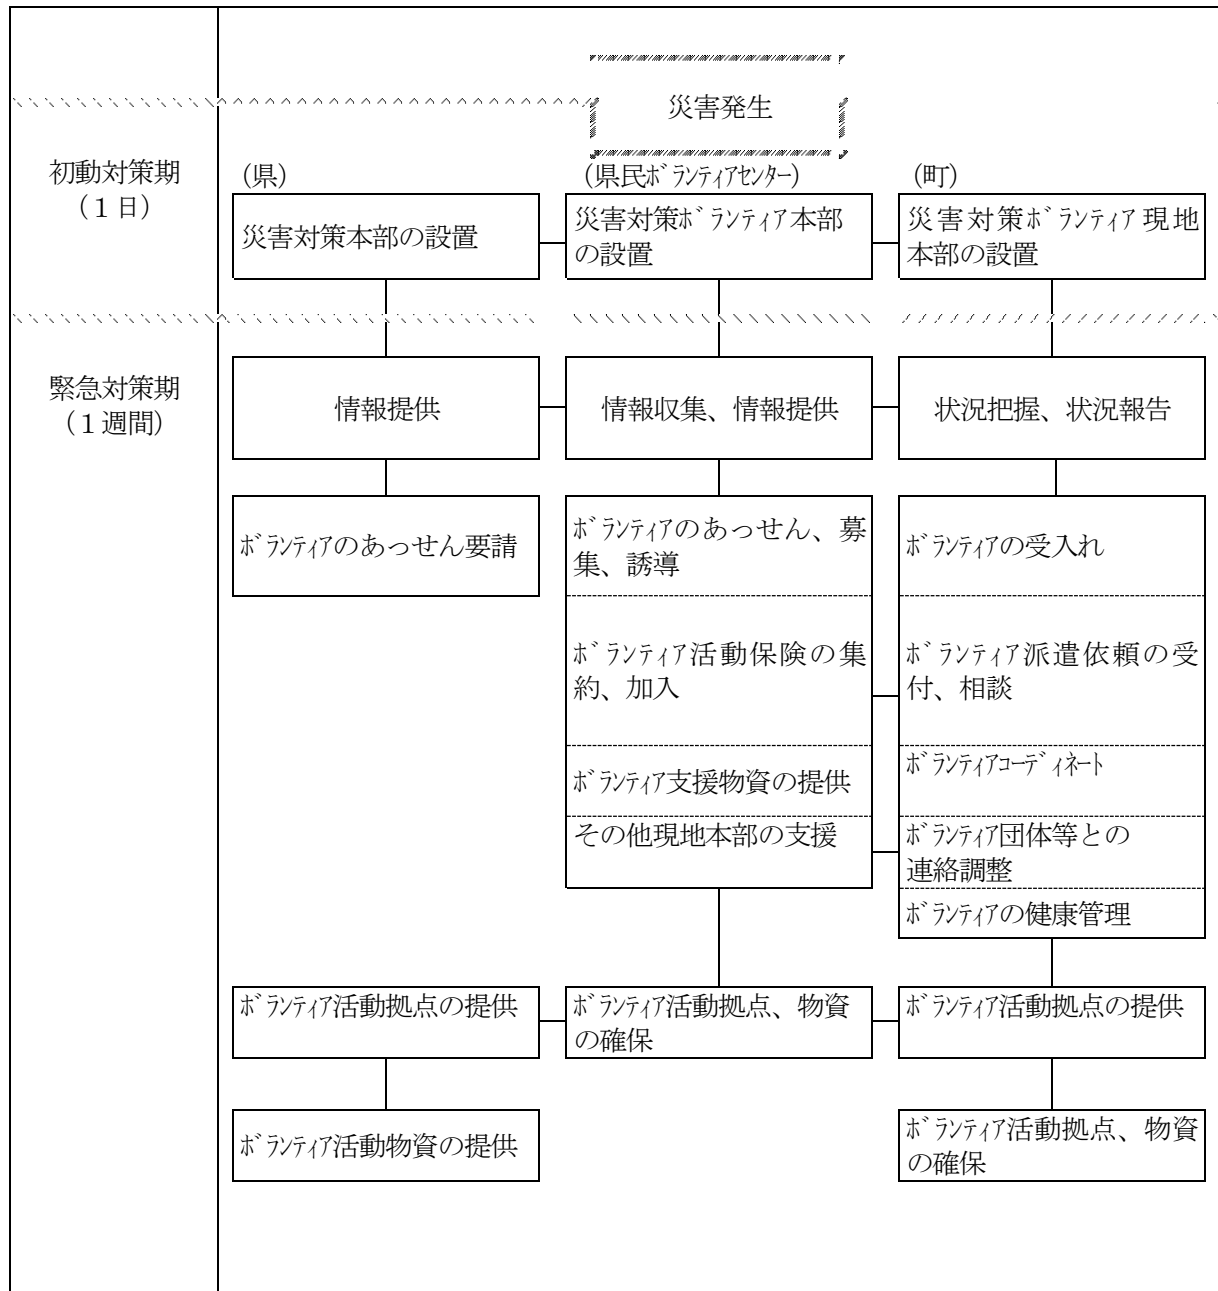 災害発生
初動対策期
（１日）
(県)
(県民ﾎﾞﾗﾝﾃｨｱｾﾝﾀｰ)
(町)
災害対策本部の設置
災害対策ﾎﾞﾗﾝﾃｨｱ本部
の設置
災害対策ﾎﾞﾗﾝﾃｨｱ現地
本部の設置
緊急対策期
（１週間）
情報提供
情報収集、情報提供
状況把握、状況報告
ﾎﾞﾗﾝﾃｨｱのあっせん要請
ﾎﾞﾗﾝﾃｨｱのあっせん、募
集、誘導
ﾎﾞﾗﾝﾃｨｱ活動保険の集
約、加入
ﾎﾞﾗﾝﾃｨｱ支援物資の提供
その他現地本部の支援
ﾎﾞﾗﾝﾃｨｱの受入れ
ﾎﾞﾗﾝﾃｨｱ派遣依頼の受
付、相談
ﾎﾞﾗﾝﾃｨｱｺｰﾃﾞｨﾈｰﾄ
ﾎﾞﾗﾝﾃｨｱ団体等との
連絡調整
ﾎﾞﾗﾝﾃｨｱの健康管理
ﾎﾞﾗﾝﾃｨｱ活動拠点の提供
ﾎﾞﾗﾝﾃｨｱ活動拠点、物資
の確保
ﾎﾞﾗﾝﾃｨｱ活動拠点の提供
ﾎﾞﾗﾝﾃｨｱ活動物資の提供
ﾎﾞﾗﾝﾃｨｱ活動拠点、物資
の確保